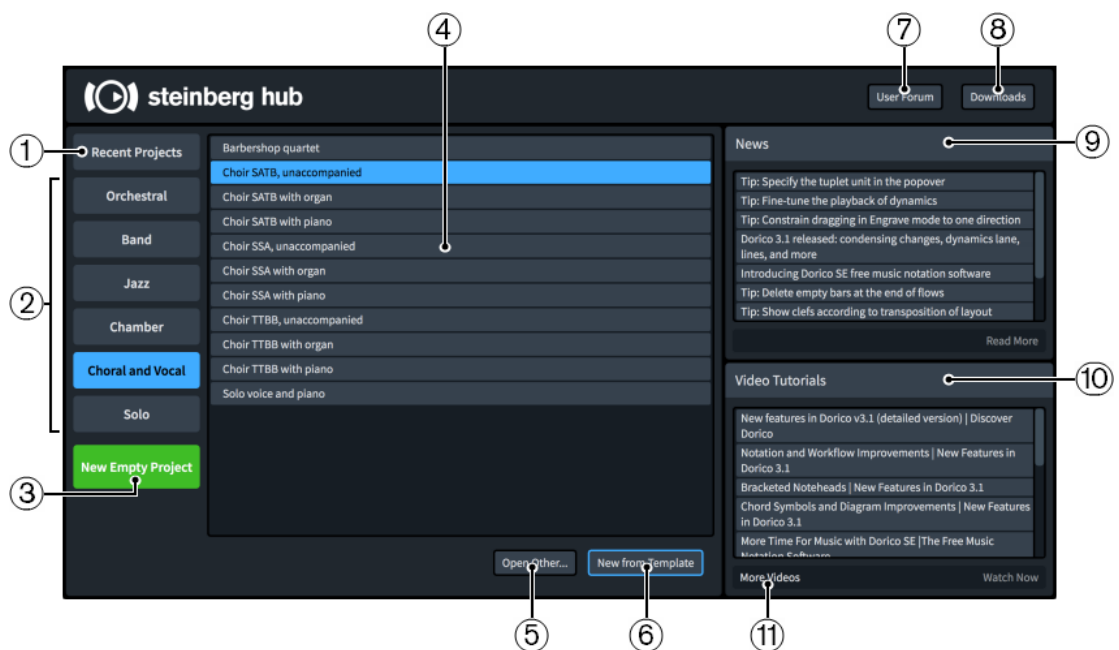 ④
⑦
⑧
steinberg hub
User Forum
Downloads
①
Recent Projects
②
Orchestral
Band
Jazz
Chamber
Choral and Vocal
Solo
③
New Empty Project
Barbershop quartet
Choir SATB, unaccompanied
Choir SATB with organ
Choir SATB with piano
Choir SSA, unaccompanied
Choir SSA with organ
Choir SSA with piano
Choir TTBB, unaccompanied
Choir TTBB with organ
Choir TTBB with piano
Solo voice and piano
Open Other...
New from Template
⑤
⑥
News
⑨
Tip: Specify the tuplet unit in the popover
Tip: Fine-tune the playback of dynamics
Tip: Constrain dragging in Engrave mode to one direction
Dorico 3.1 released: condensing changes, dynamics lane,
lines, and more
Introducing Dorico SE free music notation software
Tip: Delete empty bars at the end of flows
Tip: Show clefs according to transposition of layout
Read More
Video Tutorials
⑩
New features in Dorico v3.1 (detailed version) | Discover
Dorico
Notation and Workflow Improvements | New Features in
Dorico 3.1
Bracketed Noteheads | New Features in Dorico 3.1
Chord Symbols and Diagram Improvements | New Features
in Dorico 3.1
More Time For Music with Dorico SE |The Free Music
Notation Software
More Videos
Watch Now
⑪